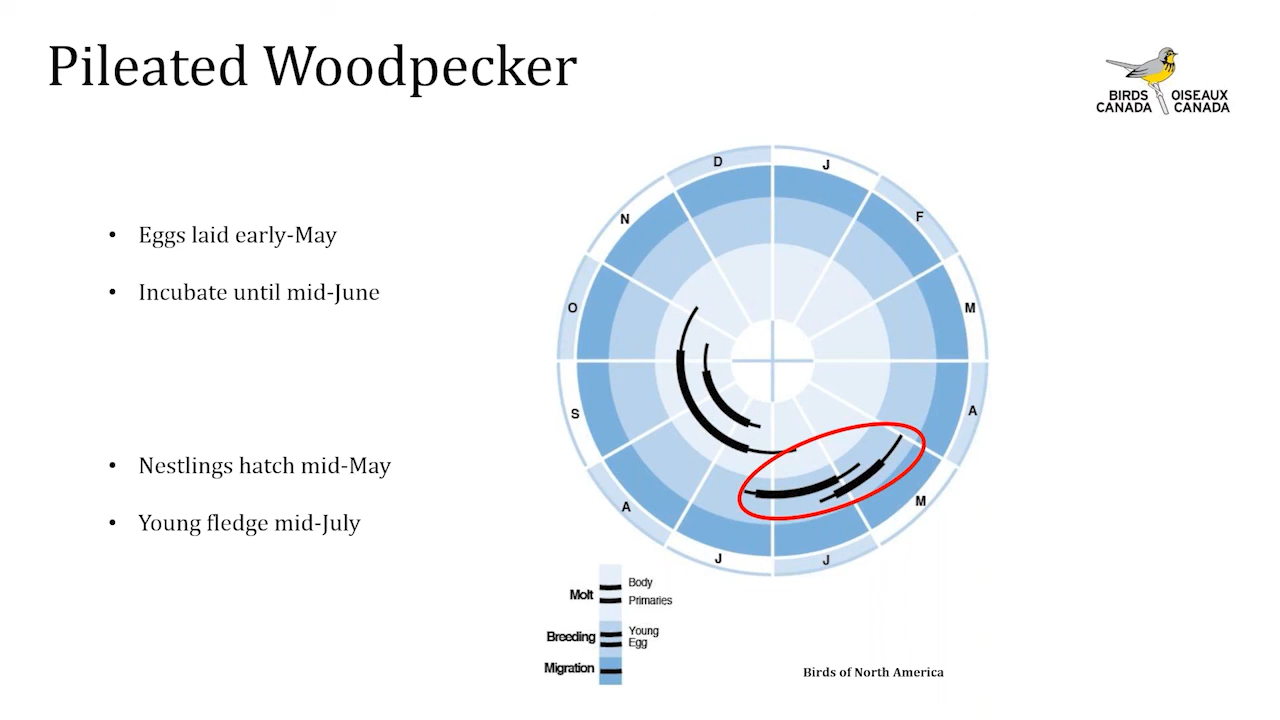 Pileated Woodpecker
BIRDS OISEAUX
CANADA CANADA
• Eggs laid early-May
• Incubate until mid-June
• Nestlings hatch mid-May
• Young fledge mid-July
D
J
N
F
O
M
S
A
A
M
J
J
Molt
Body
Primaries
Breeding
Young
Egg
Migration
Birds of North America